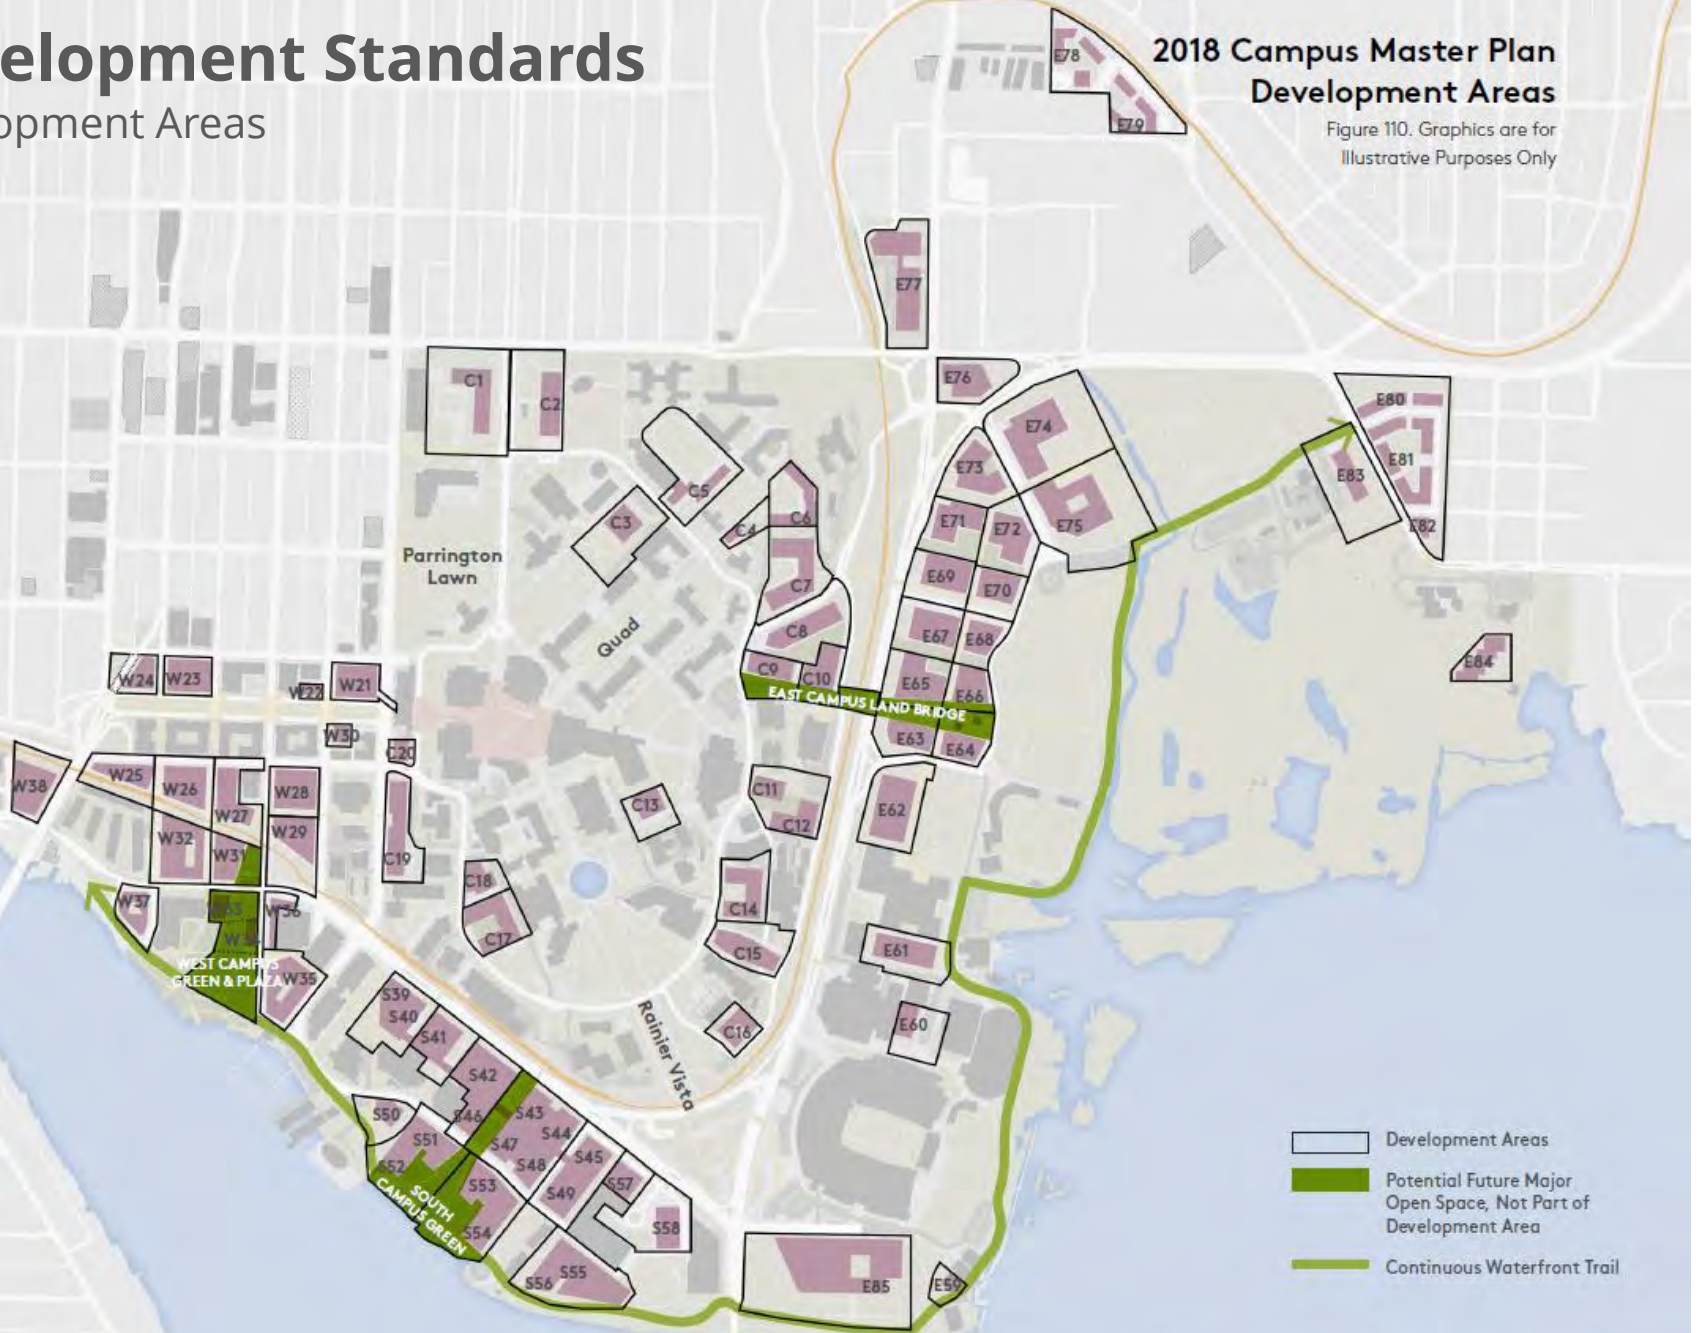 elopment Standards
opment Areas
2018 Campus Master Plan
Development Areas
Figure 110. Graphics are for
Illustrative Purposes Only
E78
E79
E77
C1
C2
E76
E74
E80
E73
E81
E83
C5
C3
C4
C6
E71
E72
E75
E82
Parrington
Lawn
C7
E69
E70
Quad
C8
E67
E68
W24
W23
W22
W21
C9
C10
E65
E66
E84
EAST CAMPUS LAND BRIDGE
W30
C20
E63
E64
W38
W25
W26
W27
W28
C11
C12
C13
E62
W32
W31
W29
C19
C18
C14
W37
W36
C17
C15
E61
WEST CAMPUS
GREEN & PLAZA
W35
S39
S40
S41
Rainier Vista
C16
E60
S42
S50
S46
S43
S51
S47
S44
S52
S48
S45
S53
S49
S57
SOUTH
CAMPUS GREEN
S54
S58
S56
S55
E85
E59
Development Areas
Potential Future Major
Open Space, Not Part of
Development Area
Continuous Waterfront Trail